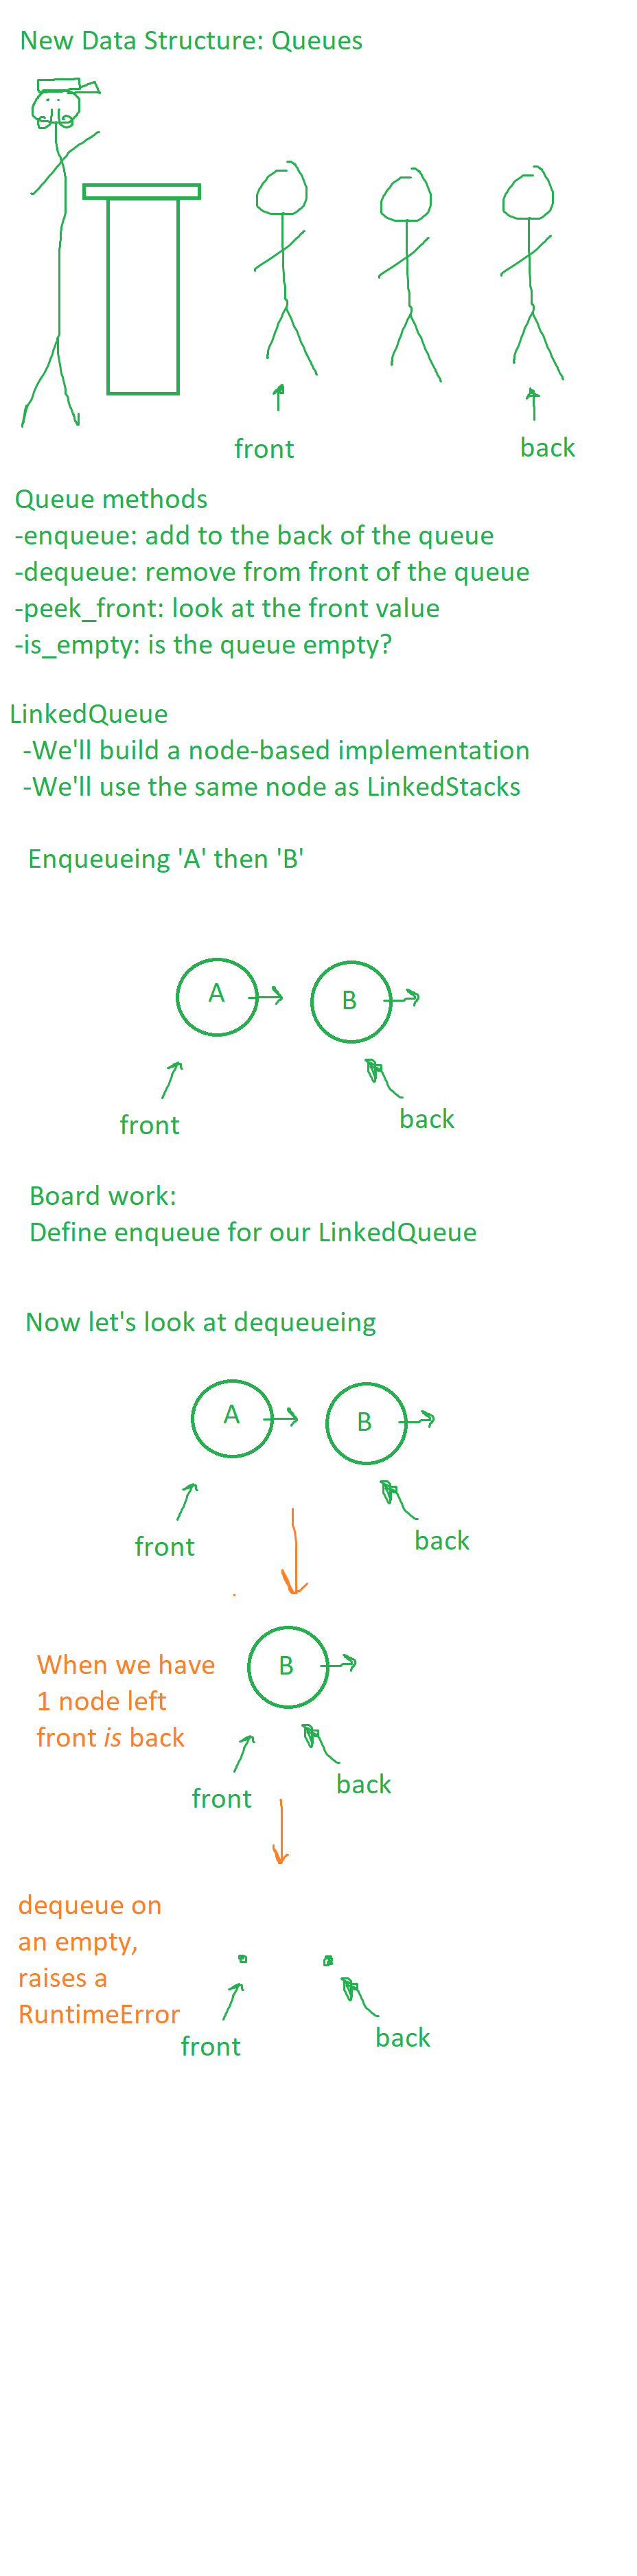 New Data Structure: Queues
front
back
Queue methods
-enqueue: add to the back of the queue
-dequeue: remove from front of the queue
-peek_front: look at the front value
-is_empty: is the queue empty?
LinkedQueue
-We'll build a node-based implementation
-We'll use the same node as LinkedStacks
Enqueueing 'A' then 'B'
A
B
front
back
Board work:
Define enqueue for our LinkedQueue
Now let's look at dequeueing
A
B
front
back
When we have
1 node left
front is back
B
front
back
dequeue on
an empty,
raises a
RuntimeError
front
back